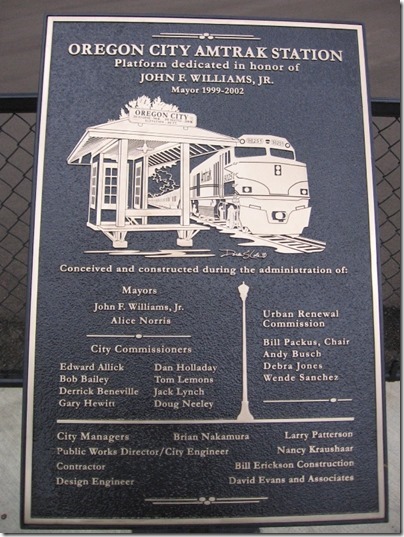 OREGON CITY AMTRAK STATION
Platform dedicated in honor of
JOHN F. WILLIAMS, JR.
Mayor 1999-2002
OREGON CITY
Conceived and constructed during the administration of:
Mayors
John F. Williams, Jr.
Alice Norris
City Commissioners
Edward Allick Dan Holladay
Bob Bailey Tom Lemons
Derrick Beneville Jack Lynch
Gary Hewitt Doug Neeley
Urban Renewal
Commission
Bill Packus, Chair
Andy Busch
Debra Jones
Wende Sanchez
City Managers Brian Nakamura Larry Patterson
Public Works Director/City Engineer Nancy Kraushaar
Contractor Bill Erickson Construction
Design Engineer David Evans and Associates